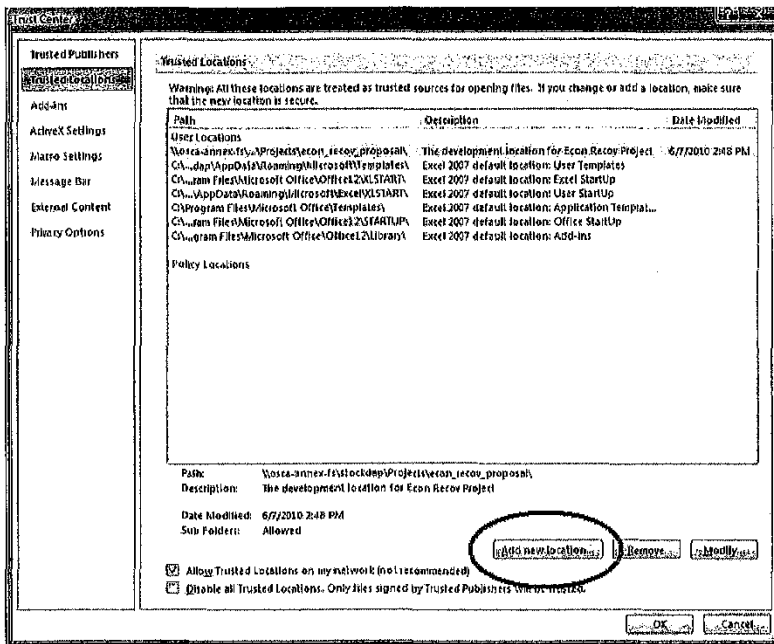 Trust Center
Trusted Publishers
Trusted Locations
Add-ins
ActiveX Settings
Macro Settings
Message Bar
External Content
Privacy Options
Trusted Locations
Warning: All these locations are treated as trusted sources for opening files. If you change or add a location, make sure
that the new location is secure.
Path Description Date Modified
User Locations
\\osca-annex-fs\...\Projects\econ_recov_proposal\ The development location for Econ Recov Project 6/7/2010 2:48 PM
C:\...dap\AppData\Roaming\Microsoft\Templates\ Excel 2007 default location: User Templates
C:\...ram Files\Microsoft Office\Office12\XLSTART\ Excel 2007 default location: Excel StartUp
C:\...\AppData\Roaming\Microsoft\Excel\XLSTART\ Excel 2007 default location: User StartUp
C:\Program Files\Microsoft Office\Templates\ Excel 2007 default location: Application Templat...
C:\...ram Files\Microsoft Office\Office12\STARTUP\ Excel 2007 default location: Office StartUp
C:\...gram Files\Microsoft Office\Office12\Library\ Excel 2007 default location: Add-ins
Policy Locations
Path: \\osca-annex-fs\stockdap\Projects\econ_recov_proposal\
Description: The development location for Econ Recov Project
Date Modified: 6/7/2010 2:48 PM
Sub Folders: Allowed
Add new location... Remove... Modify...
Allow Trusted Locations on my network (not recommended)
Disable all Trusted Locations. Only files signed by Trusted Publishers will be trusted.
OK Cancel